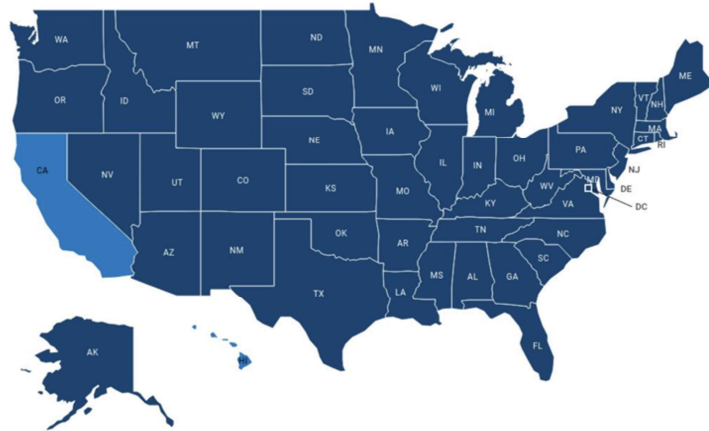 WA
MT
ND
MN
OR
ID
WY
SD
WI
MI
NY
VT
NH
ME
MA
CT
RI
CA
NV
UT
CO
NE
IA
IL
IN
OH
PA
NJ
MD
DE
DC
WV
VA
KS
MO
KY
AZ
NM
OK
AR
TN
NC
SC
TX
LA
MS
AL
GA
FL
AK
HI